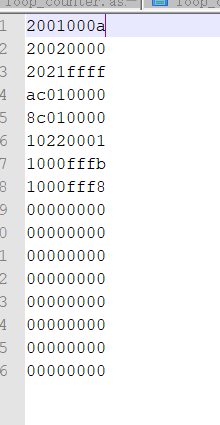 loop_counter.as
loop_c
1 2001000a
2 20020000
3 2021ffff
4 ac010000
5 8c010000
6 10220001
7 1000fffb
8 1000fff8
9 00000000
0 00000000
1 00000000
2 00000000
3 00000000
4 00000000
5 00000000
6 00000000